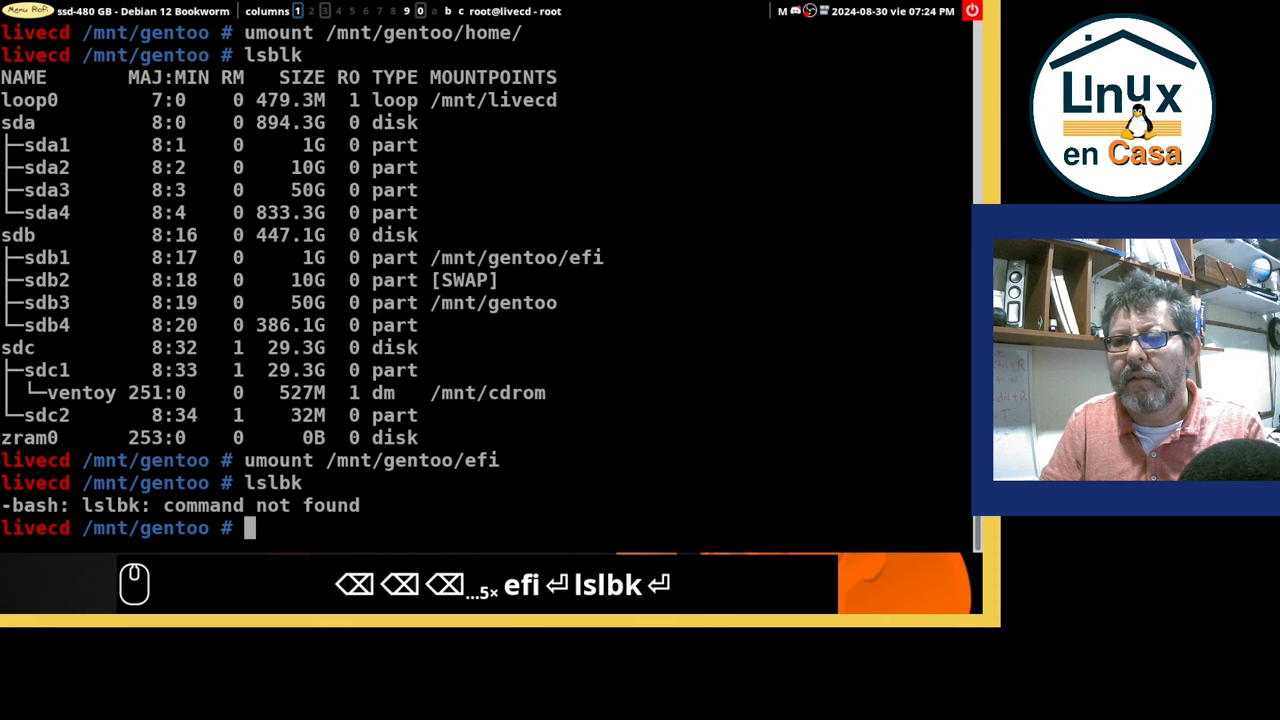 Menu Rofi ssd-480 GB - Debian 12 Bookworm columns 1 2 3 4 5 6 7 8 9 0 a b c root@livecd - root M 2024-08-30 vie 07:24 PM
livecd /mnt/gentoo # umount /mnt/gentoo/home/
livecd /mnt/gentoo # lsblk
NAME MAJ:MIN RM SIZE RO TYPE MOUNTPOINTS
loop0 7:0 0 479.3M 1 loop /mnt/livecd
sda 8:0 0 894.3G 0 disk
├─sda1 8:1 0 1G 0 part
├─sda2 8:2 0 10G 0 part
├─sda3 8:3 0 50G 0 part
└─sda4 8:4 0 833.3G 0 part
sdb 8:16 0 447.1G 0 disk
├─sdb1 8:17 0 1G 0 part /mnt/gentoo/efi
├─sdb2 8:18 0 10G 0 part [SWAP]
├─sdb3 8:19 0 50G 0 part /mnt/gentoo
└─sdb4 8:20 0 386.1G 0 part
sdc 8:32 1 29.3G 0 disk
├─sdc1 8:33 1 29.3G 0 part
│ └─ventoy 251:0 0 527M 1 dm /mnt/cdrom
└─sdc2 8:34 1 32M 0 part
zram0 253:0 0 0B 0 disk
livecd /mnt/gentoo # umount /mnt/gentoo/efi
livecd /mnt/gentoo # lslbk
-bash: lslbk: command not found
livecd /mnt/gentoo #
⌫ ⌫ ⌫...5× efi ⏎ lslbk ⏎
Linux
en Casa